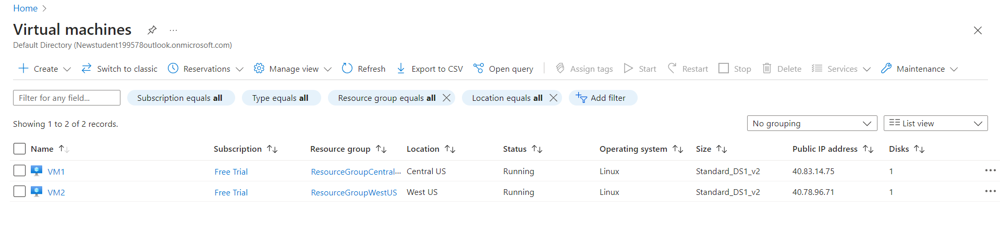 Home
Virtual machines
Default Directory (Newstudent199578outlook.onmicrosoft.com)
Create Switch to classic Reservations Manage view Refresh Export to CSV Open query Assign tags Start Restart Stop Delete Services Maintenance
Filter for any field... Subscription equals all Type equals all Resource group equals all Location equals all Add filter
Showing 1 to 2 of 2 records. No grouping List view
Name Subscription Resource group Location Status Operating system Size Public IP address Disks
VM1 Free Trial ResourceGroupCentral... Central US Running Linux Standard_DS1_v2 40.83.14.75 1
VM2 Free Trial ResourceGroupWestUS West US Running Linux Standard_DS1_v2 40.78.96.71 1